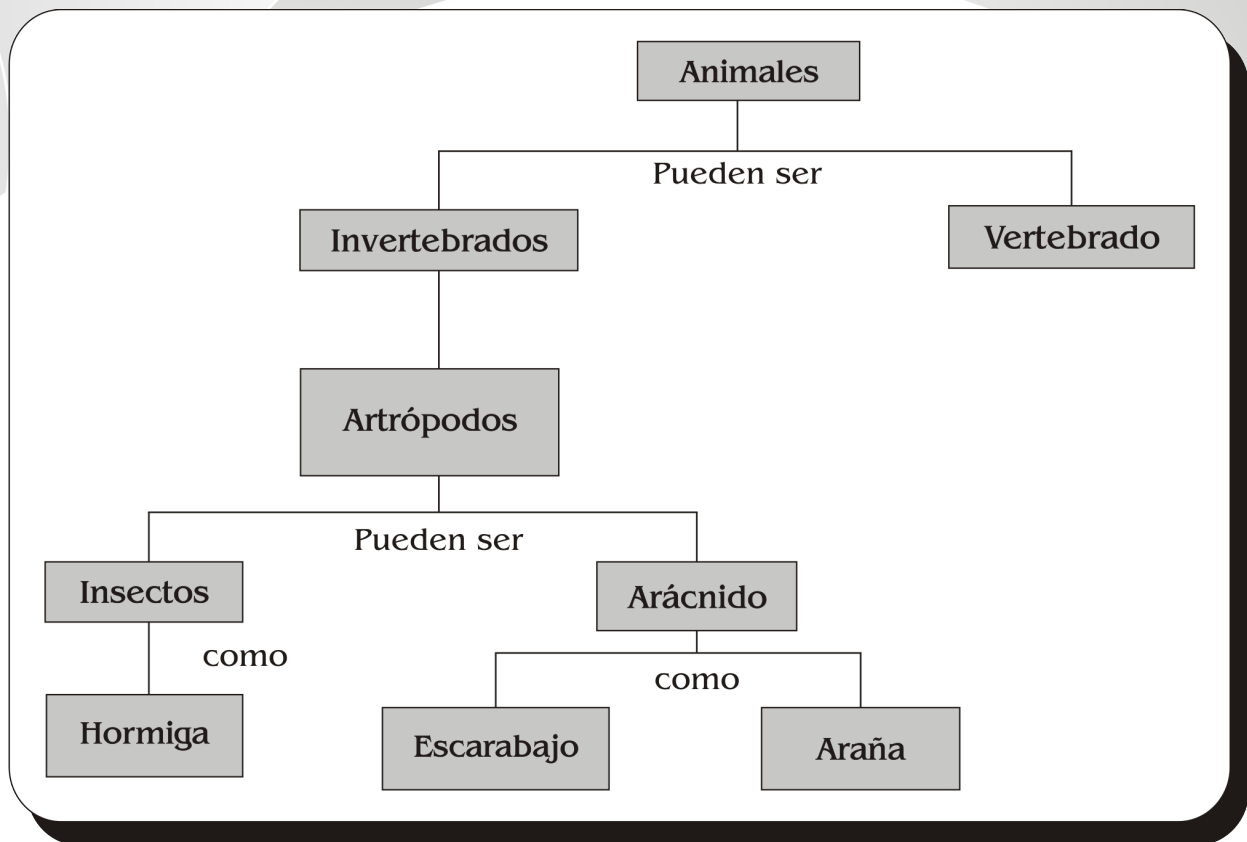 Animales
Pueden ser
Invertebrados
Vertebrado
Artrópodos
Pueden ser
Insectos
Arácnido
como
como
Hormiga
Escarabajo
Araña